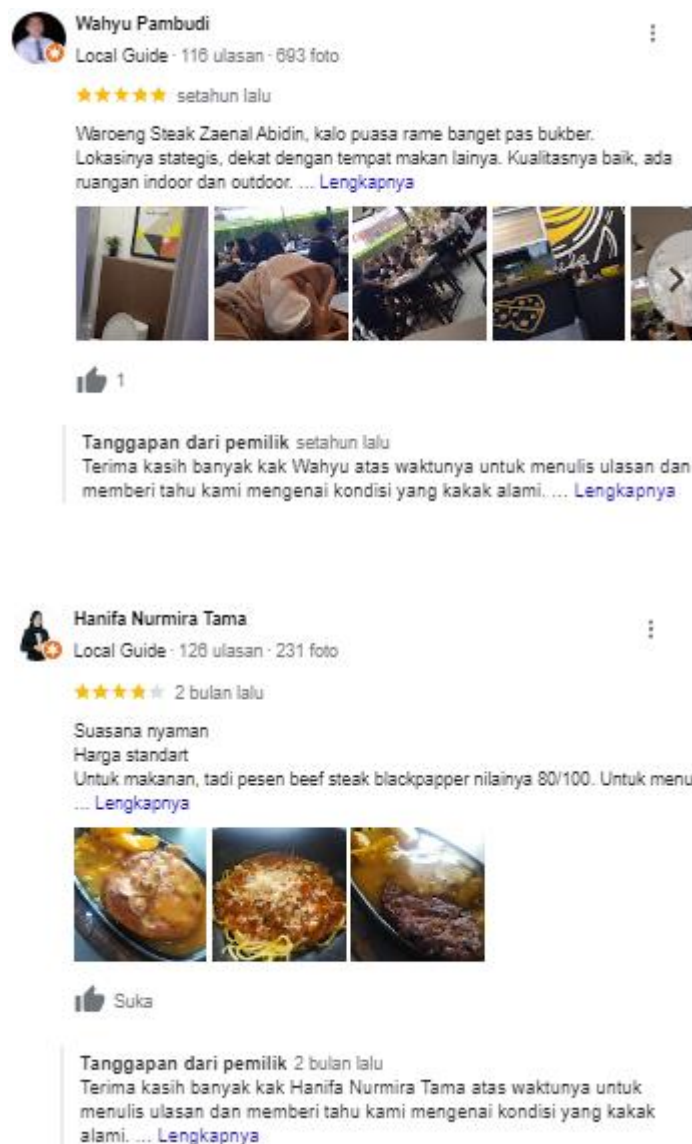 Wahyu Pambudi
Local Guide · 116 ulasan · 693 foto
setahun lalu
Waroeng Steak Zaenal Abidin, kalo puasa rame banget pas bukber.
Lokasinya stategis, dekat dengan tempat makan lainya. Kualitasnya baik, ada
ruangan indoor dan outdoor. ... Lengkapnya
1
Tanggapan dari pemilik setahun lalu
Terima kasih banyak kak Wahyu atas waktunya untuk menulis ulasan dan
memberi tahu kami mengenai kondisi yang kakak alami. ... Lengkapnya
Hanifa Nurmira Tama
Local Guide · 126 ulasan · 231 foto
2 bulan lalu
Suasana nyaman
Harga standart
Untuk makanan, tadi pesen beef steak blackpapper nilainya 80/100. Untuk menu
... Lengkapnya
Suka
Tanggapan dari pemilik 2 bulan lalu
Terima kasih banyak kak Hanifa Nurmira Tama atas waktunya untuk
menulis ulasan dan memberi tahu kami mengenai kondisi yang kakak
alami. ... Lengkapnya